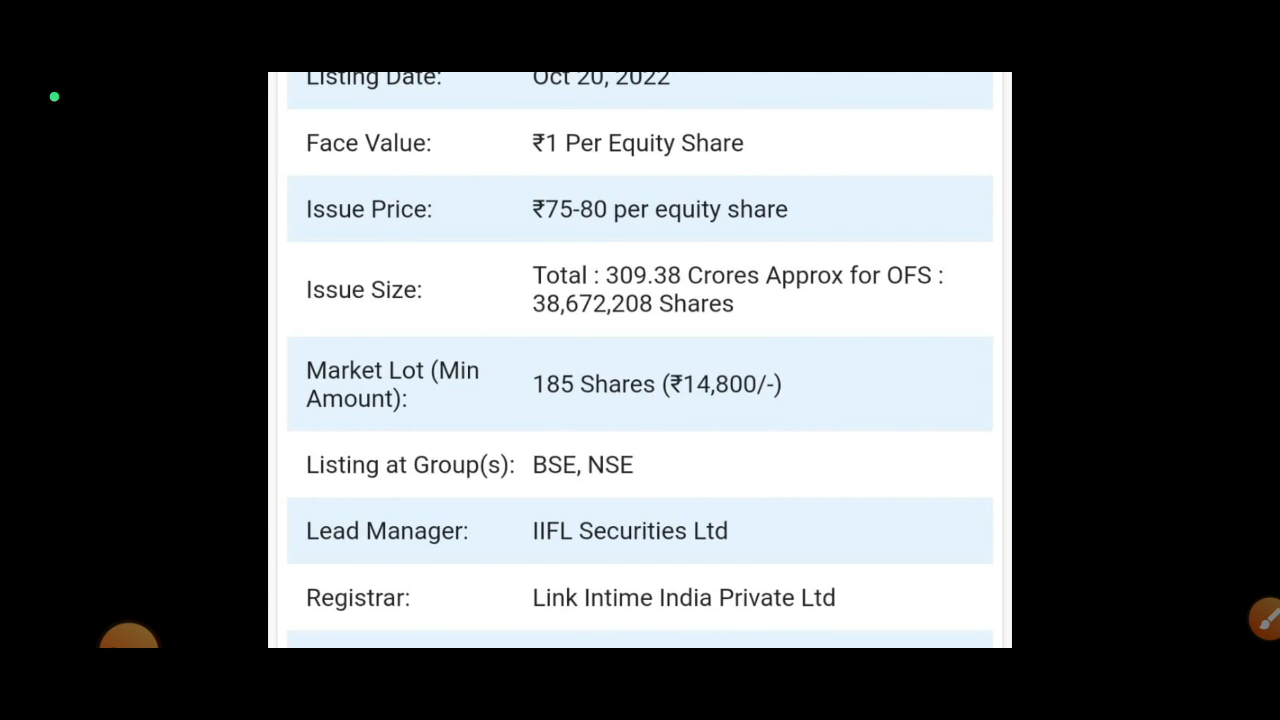 Listing Date: Oct 20, 2022
Face Value: ₹1 Per Equity Share
Issue Price: ₹75-80 per equity share
Issue Size: Total : 309.38 Crores Approx for OFS :
38,672,208 Shares
Market Lot (Min
Amount): 185 Shares (₹14,800/-)
Listing at Group(s): BSE, NSE
Lead Manager: IIFL Securities Ltd
Registrar: Link Intime India Private Ltd